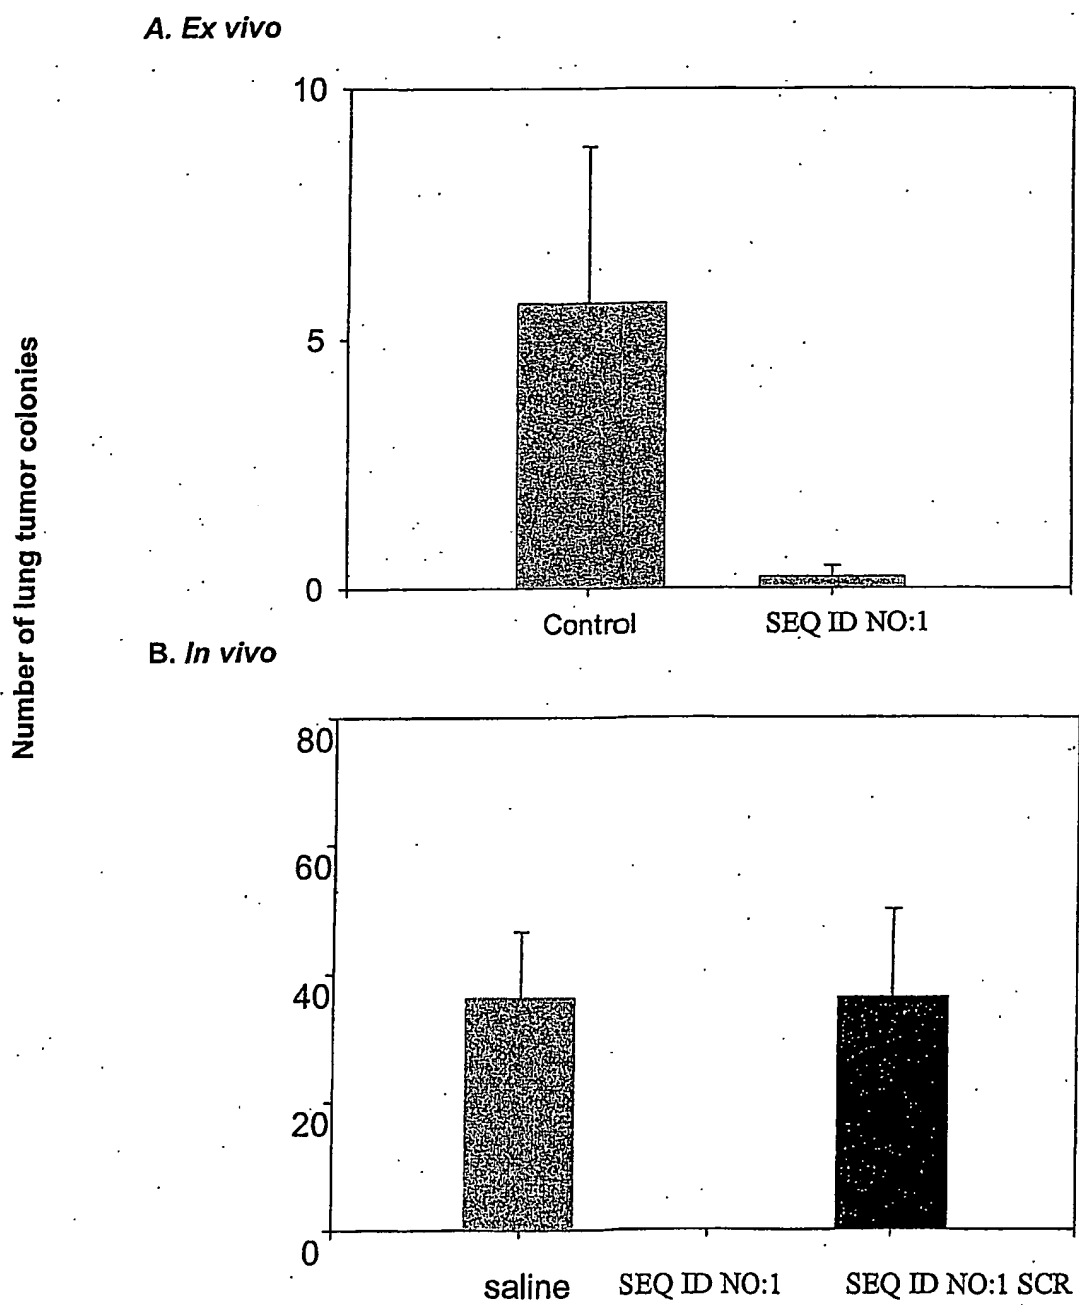 A. Ex vivo
Number of lung tumor colonies
10
5
0
Control SEQ ID NO:1
B. In vivo
80
60
40
20
0
saline SEQ ID NO:1 SEQ ID NO:1 SCR